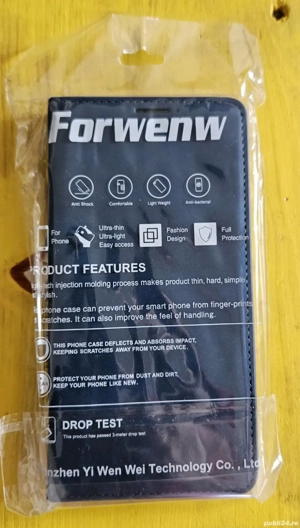 Forwenw
Anti Shock
Comfortable
Light Weight
Anti-bacterial
For
Phone
Ultra-thin
Ultra-light
Easy access
Fashion
Design
Full
Protection
PRODUCT FEATURES
injection molding process makes product thin, hard, simple,
stylish.
phone case can prevent your smart phone from finger-prints,
scratches. It can also improve the feel of handling.
THIS PHONE CASE DEFLECTS AND ABSORBS IMPACT,
KEEPING SCRATCHES AWAY FROM YOUR DEVICE.
PROTECT YOUR PHONE FROM DUST AND DIRT,
KEEP YOUR PHONE LIKE NEW.
DROP TEST
This product has passed 3-meter drop test
nzhen Yi Wen Wei Technology Co. , Ltd
publi24.ro